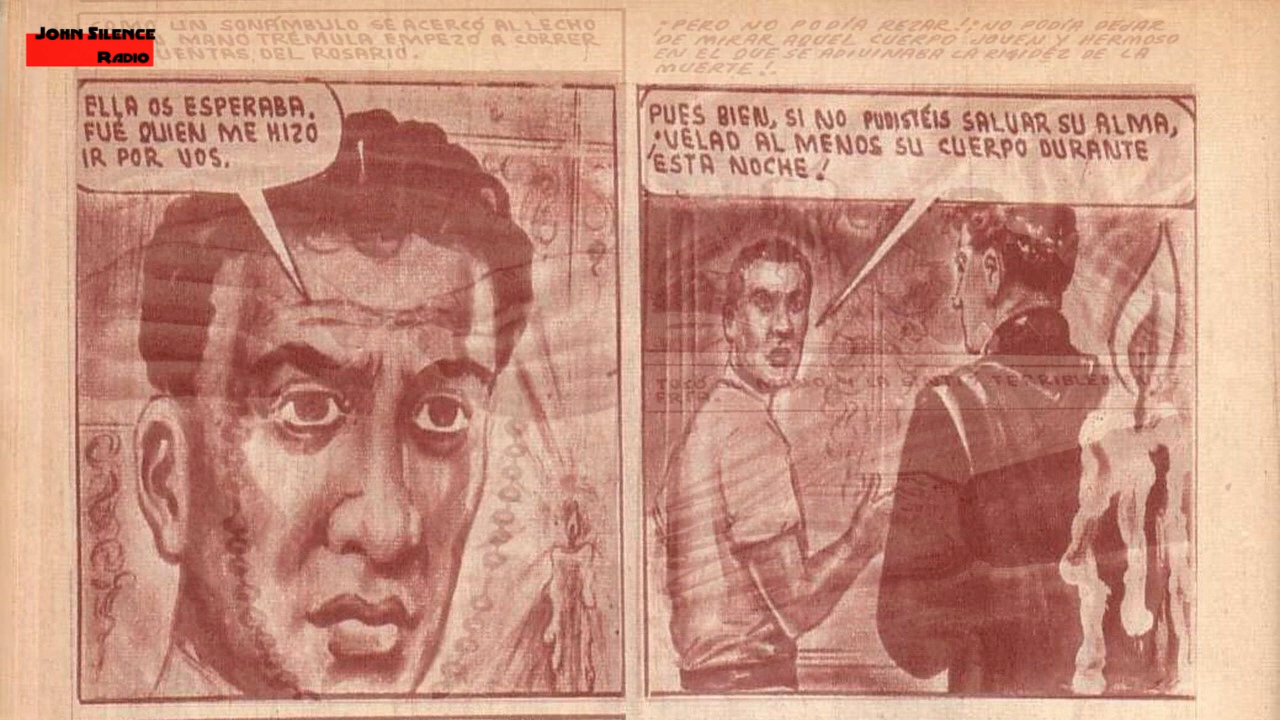 JOHN SILENCE
RADIO
COMO UN SONÁMBULO SE ACERCÓ AL LECHO
MANO TRÉMULA EMPEZÓ A CORRER
CUENTAS DEL ROSARIO.
¡PERO NO PODÍA REZAR! ¡NO PODÍA DEJAR
DE MIRAR CUERPO JOVEN Y HERMOSO
EN EL QUE SE LA RIGIDEZ DE LA
MUERTE!.
ELLA OS ESPERABA.
FUÉ QUIEN ME HIZO
IR POR VOS.
PUES BIEN, SI NO PUDISTÉIS SALVAR SU ALMA,
¡VELAD AL MENOS SU CUERPO DURANTE
ESTA NOCHE!
TOCÓ LA TERRIBLEMENTE